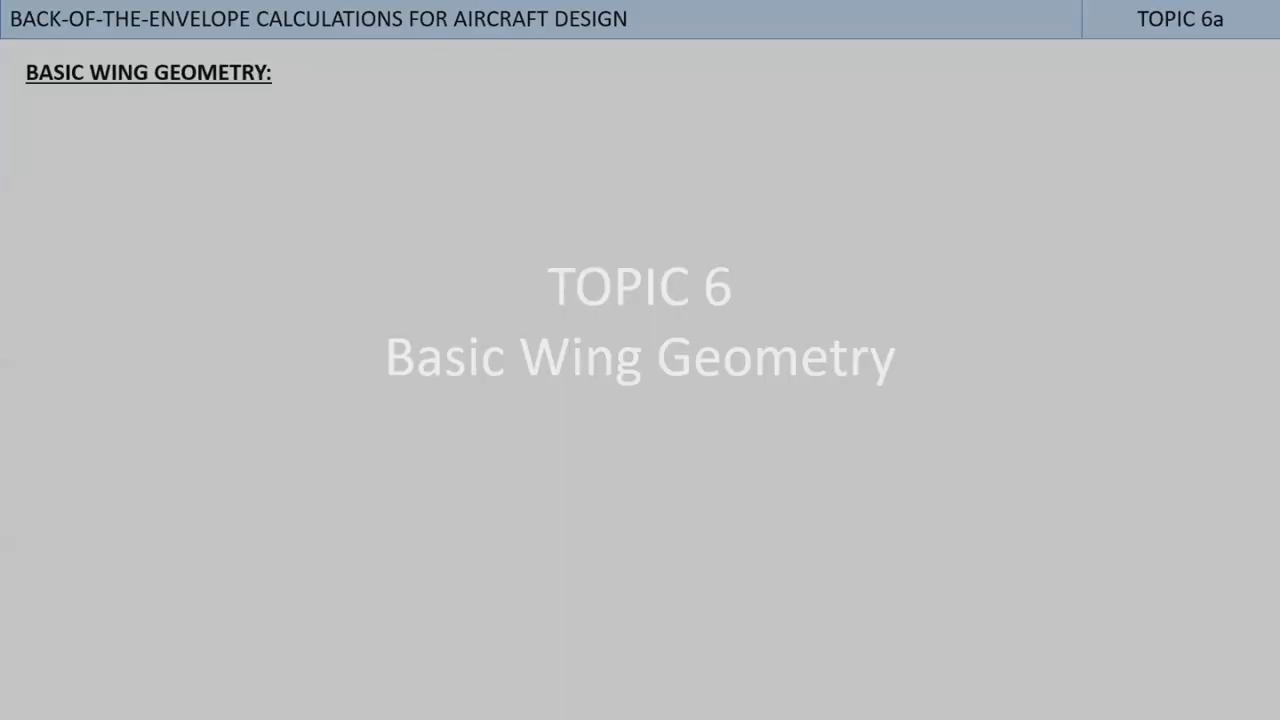 BACK-OF-THE-ENVELOPE CALCULATIONS FOR AIRCRAFT DESIGN
TOPIC 6a
BASIC WING GEOMETRY:
TOPIC 6
Basic Wing Geometry